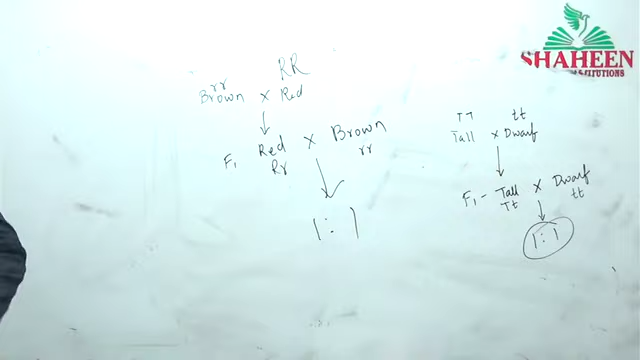 SHAHEEN
RR
rr
Brown × Red
↓
F₁ Red × Brown
Rr rr
1:1
TT tt
Tall × Dwarf
↓
F₁ - Tall × Dwarf
Tt tt
↓
1:1